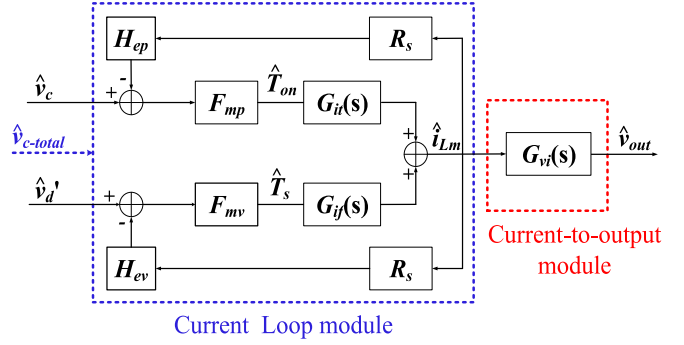 H_ep
R_s
v̂_c
+
-
F_mp
T̂_on
G_it(s)
+
v̂_c-total
î_Lm
G_vi(s)
v̂_out
+
v̂_d'
+
-
F_mv
T̂_s
G_if(s)
H_ev
R_s
Current-to-output
module
Current Loop module